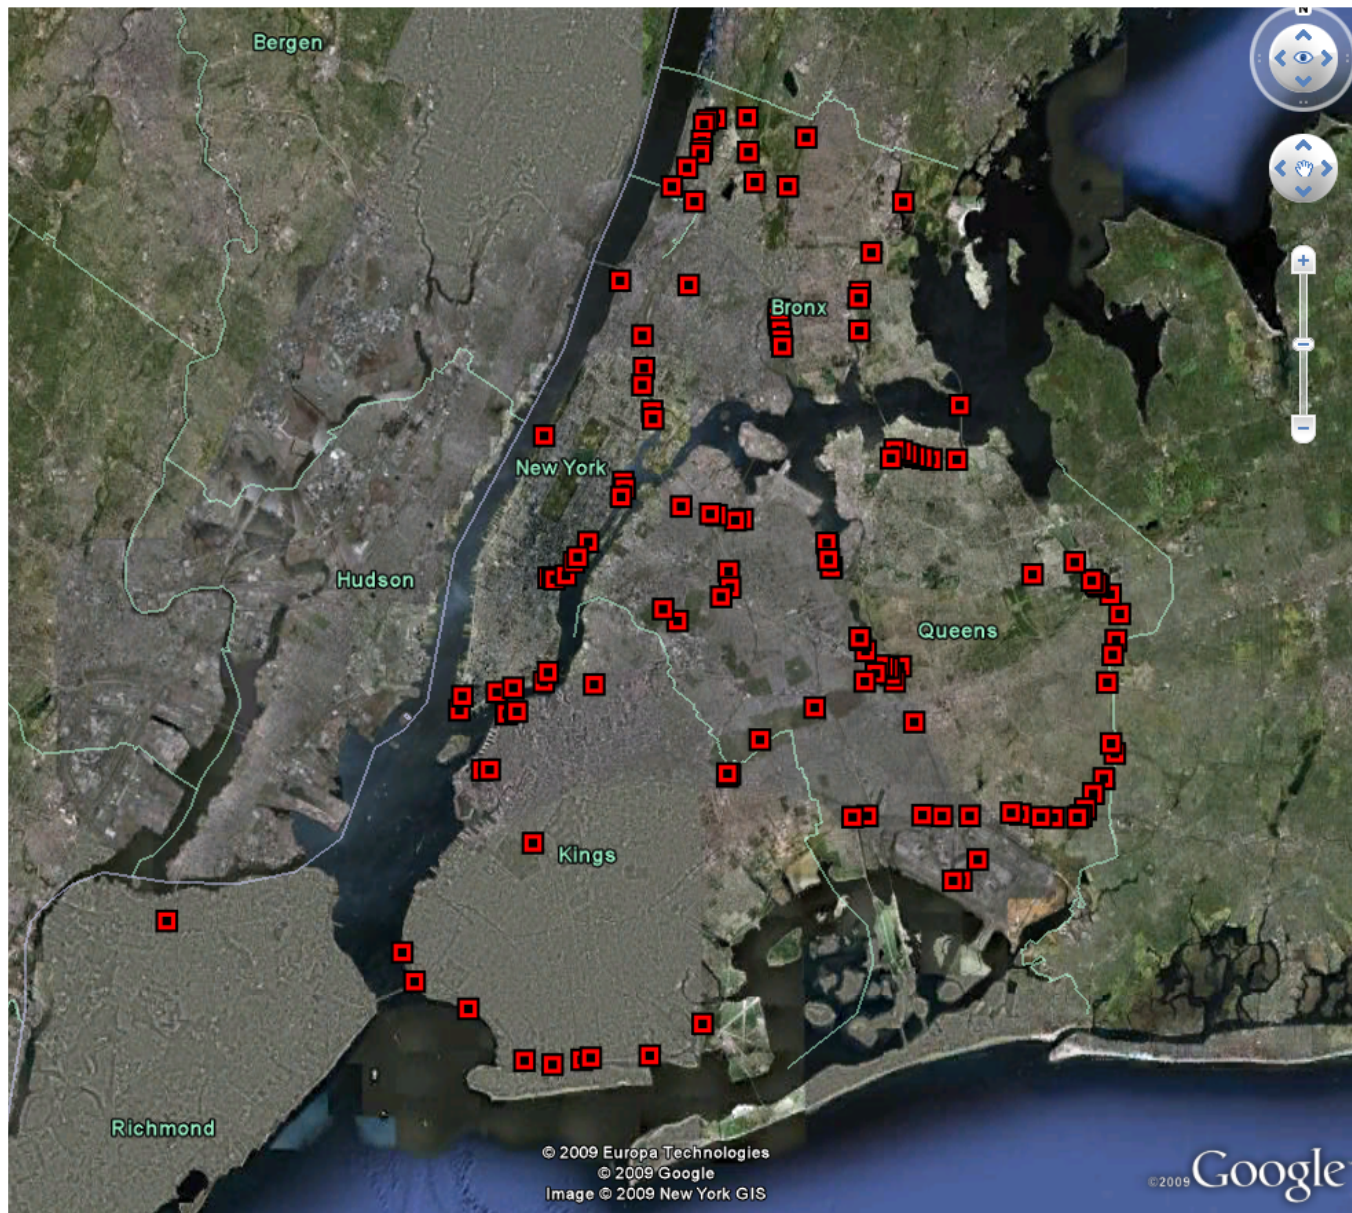 N
Bergen
Bronx
New York
Hudson
Queens
Kings
Richmond
© 2009 Europa Technologies
© 2009 Google
Image © 2009 New York GIS
©2009 Google